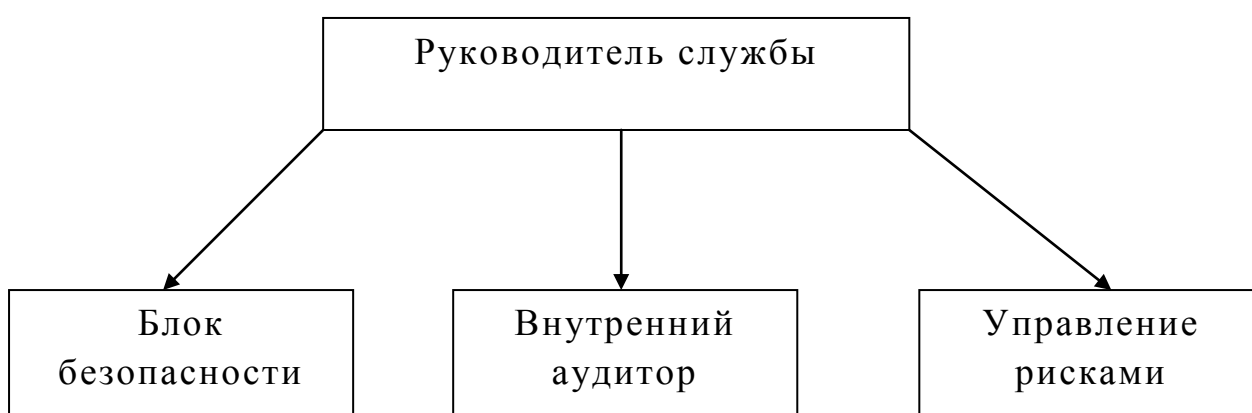 Руководитель службы
Блок
безопасности
Внутренний
аудитор
Управление
рисками